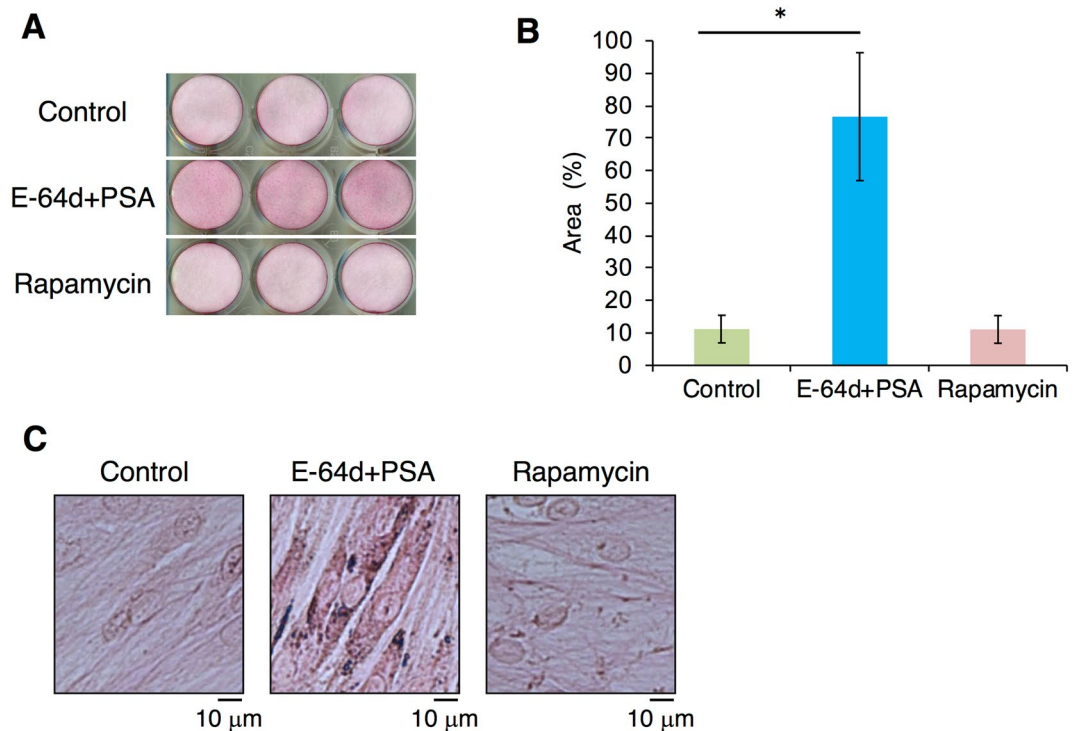 A
Control
E-64d+PSA
Rapamycin
B
*
100
90
80
70
60
50
40
30
20
10
0
Area (%)
Control E-64d+PSA Rapamycin
C
Control E-64d+PSA Rapamycin
10 μm 10 μm 10 μm